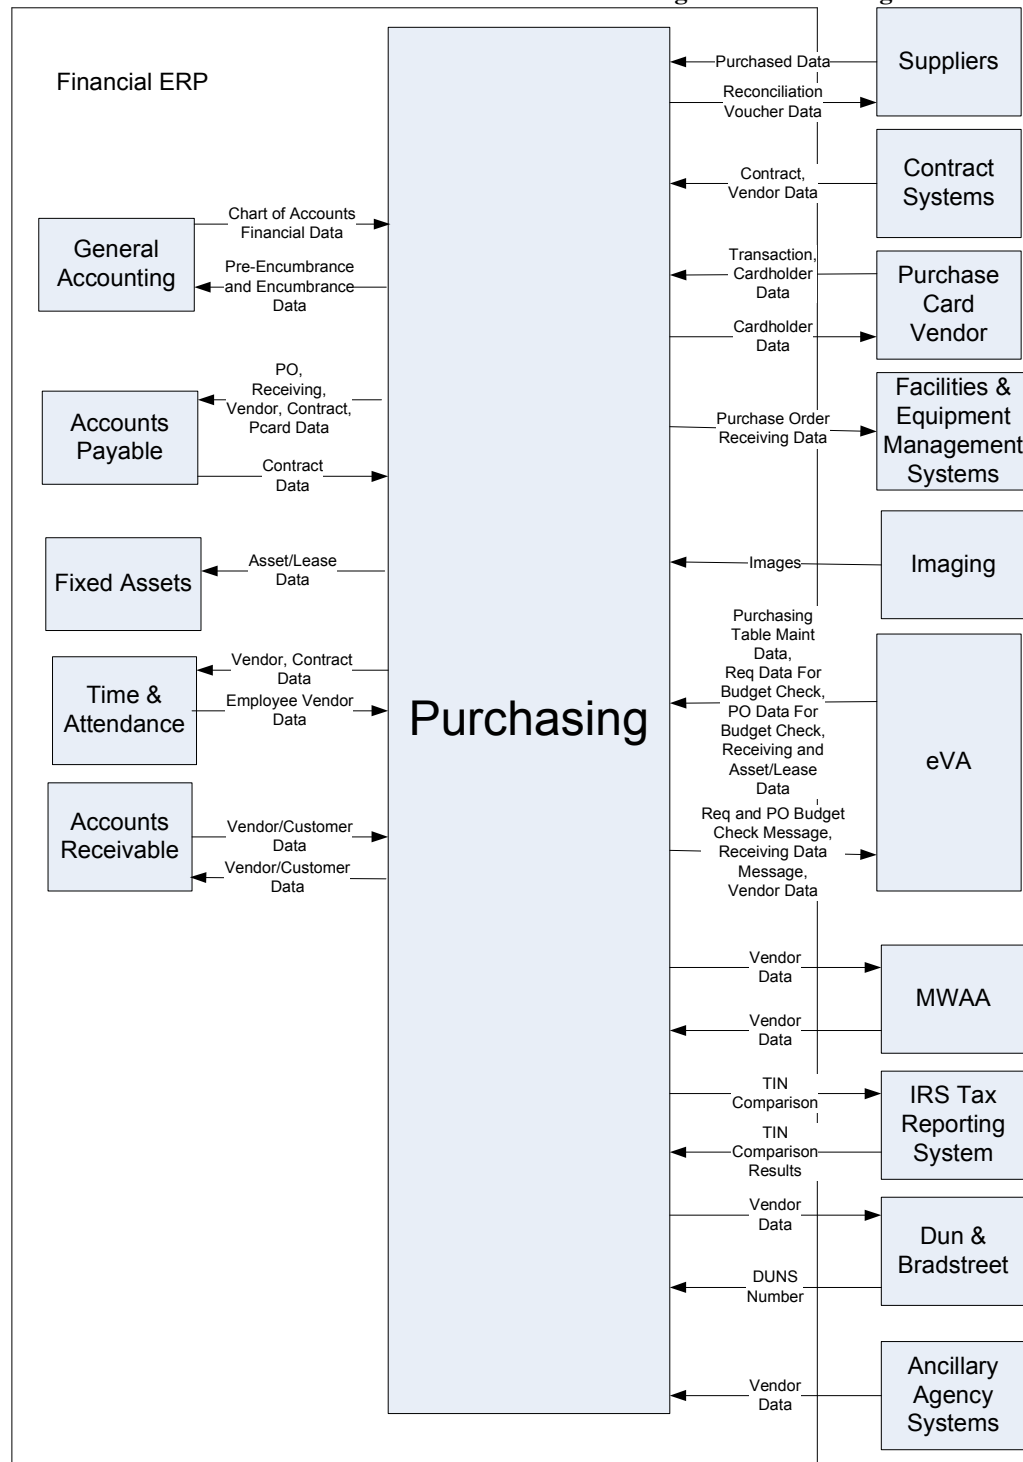 Financial ERP
General
Accounting
Chart of Accounts
Financial Data
Pre-Encumbrance
and Encumbrance
Data
Accounts
Payable
PO,
Receiving,
Vendor, Contract,
Pcard Data
Contract
Data
Fixed Assets
Asset/Lease
Data
Time &
Attendance
Vendor, Contract
Data
Employee Vendor
Data
Accounts
Receivable
Vendor/Customer
Data
Vendor/Customer
Data
Purchasing
Purchased Data
Reconciliation
Voucher Data
Suppliers
Contract,
Vendor Data
Contract
Systems
Transaction,
Cardholder
Data
Cardholder
Data
Purchase
Card
Vendor
Purchase Order
Receiving Data
Facilities &
Equipment
Management
Systems
Images
Imaging
Purchasing
Table Maint
Data,
Req Data For
Budget Check,
PO Data For
Budget Check,
Receiving and
Asset/Lease
Data
Req and PO Budget
Check Message,
Receiving Data
Message,
Vendor Data
eVA
Vendor
Data
Vendor
Data
MWAA
TIN
Comparison
TIN
Comparison
Results
IRS Tax
Reporting
System
Vendor
Data
DUNS
Number
Dun &
Bradstreet
Vendor
Data
Ancillary
Agency
Systems